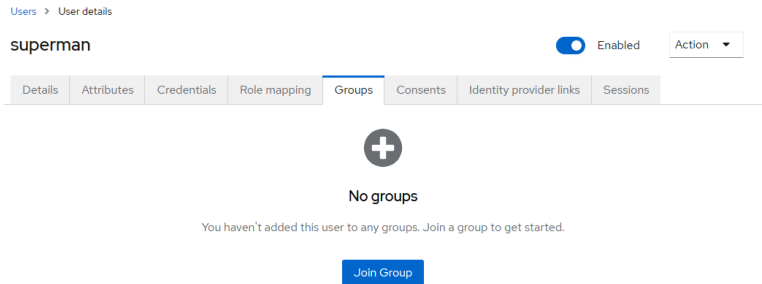 Users > User details
superman
Enabled
Action
Details Attributes Credentials Role mapping Groups Consents Identity provider links Sessions
No groups
You haven't added this user to any groups. Join a group to get started.
Join Group